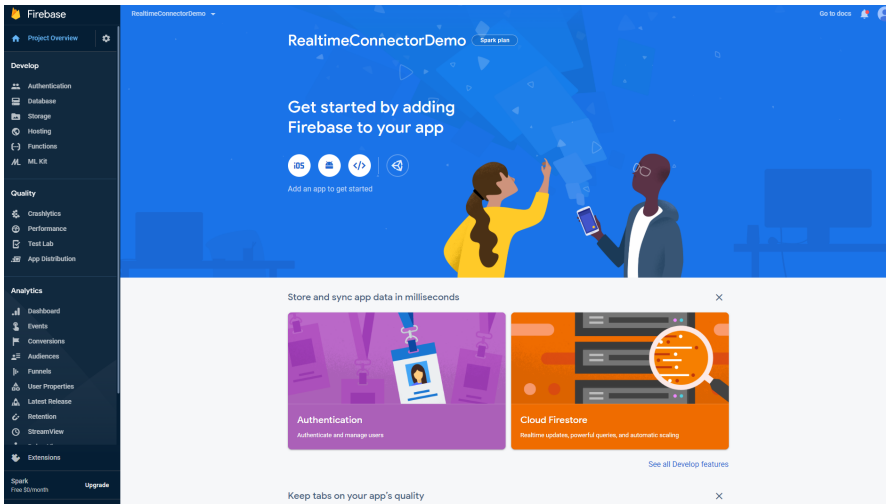 Firebase
RealtimeConnectorDemo
Go to docs
Project Overview
Develop
Authentication
Database
Storage
Hosting
Functions
ML Kit
Quality
Crashlytics
Performance
Test Lab
App Distribution
Analytics
Dashboard
Events
Conversions
Audiences
Funnels
User Properties
Latest Release
Retention
StreamView
Extensions
Spark
Free $0/month
Upgrade
RealtimeConnectorDemo Spark plan
Get started by adding
Firebase to your app
iOS
</>
Add an app to get started
Store and sync app data in milliseconds
Authentication
Authenticate and manage users
Cloud Firestore
Realtime updates, powerful queries, and automatic scaling
See all Develop features
Keep tabs on your app's quality